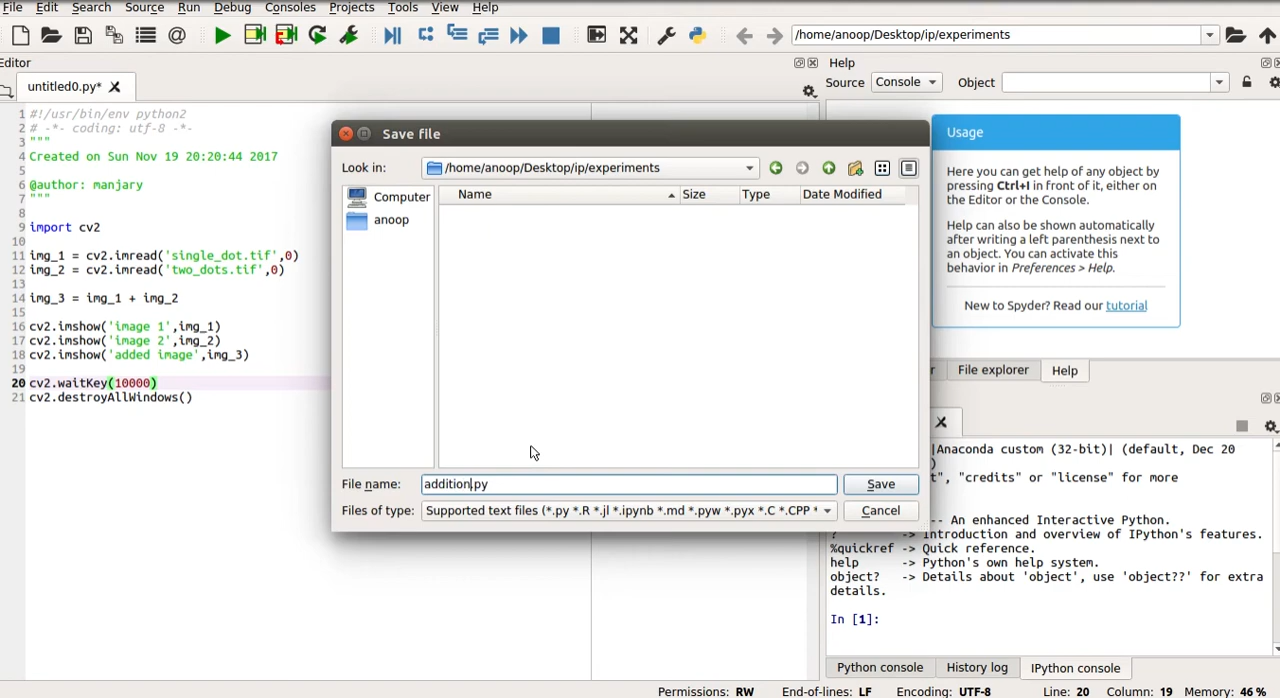 File Edit Search Source Run Debug Consoles Projects Tools View Help
/home/anoop/Desktop/ip/experiments
Editor
Help
untitled0.py*
Source Console Object
1 #!/usr/bin/env python2
2 # -*- coding: utf-8 -*-
3 """
4 Created on Sun Nov 19 20:20:44 2017
5
6 @author: manjary
7 """
8
9 import cv2
10
11 img_1 = cv2.imread('single_dot.tif',0)
12 img_2 = cv2.imread('two_dots.tif',0)
13
14 img_3 = img_1 + img_2
15
16 cv2.imshow('image 1',img_1)
17 cv2.imshow('image 2',img_2)
18 cv2.imshow('added image',img_3)
19
20 cv2.waitKey(10000)
21 cv2.destroyAllWindows()
Save file
Look in: /home/anoop/Desktop/ip/experiments
Computer
anoop
Name Size Type Date Modified
File name: addition.py Save
Files of type: Supported text files (*.py *.R *.jl *.ipynb *.md *.pyw *.pyx *.C *.CPP * Cancel
Usage
Here you can get help of any object by
pressing Ctrl+I in front of it, either on
the Editor or the Console.
Help can also be shown automatically
after writing a left parenthesis next to
an object. You can activate this
behavior in Preferences > Help.
New to Spyder? Read our tutorial
r File explorer Help
|Anaconda custom (32-bit)| (default, Dec 20
)
t", "credits" or "license" for more
-- An enhanced Interactive Python.
? -> Introduction and overview of IPython's features.
%quickref -> Quick reference.
help -> Python's own help system.
object? -> Details about 'object', use 'object??' for extra
details.
In [1]:
Python console History log IPython console
Permissions: RW End-of-lines: LF Encoding: UTF-8 Line: 20 Column: 19 Memory: 46 %